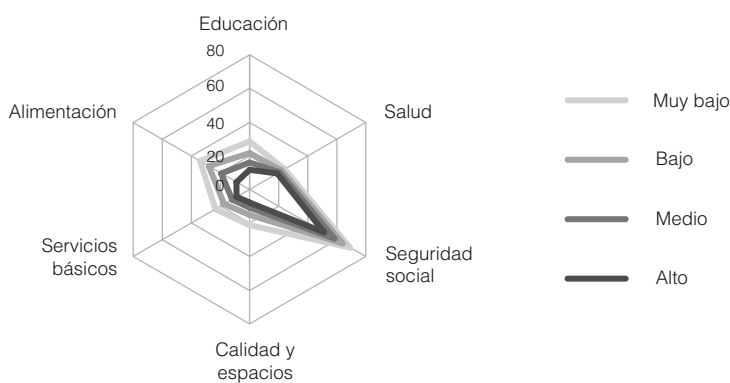 Educación
80
60
40
20
0
Alimentación
Salud
Servicios
básicos
Seguridad
social
Calidad y
espacios
Muy bajo
Bajo
Medio
Alto